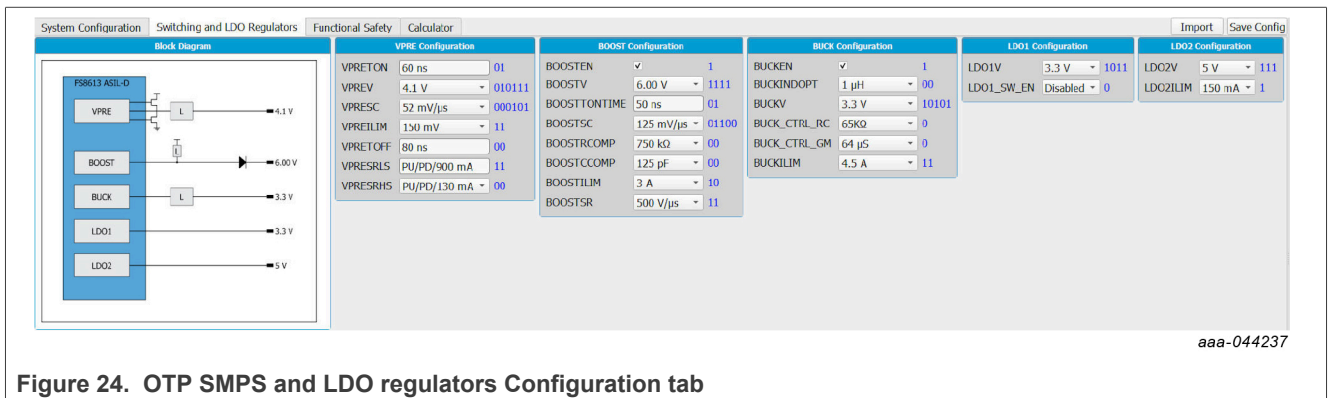 System Configuration Switching and LDO Regulators Functional Safety Calculator Import Save Config
Block Diagram
FS8613 ASIL-D
VPRE L 4.1 V
L
BOOST 6.00 V
BUCK L 3.3 V
LDO1 3.3 V
LDO2 5 V
VPRE Configuration
VPRETON 60 ns 01
VPREV 4.1 V 010111
VPRESC 52 mV/µs 000101
VPREILIM 150 mV 11
VPRETOFF 80 ns 00
VPRESRLS PU/PD/900 mA 11
VPRESRHS PU/PD/130 mA 00
BOOST Configuration
BOOSTEN 1
BOOSTV 6.00 V 1111
BOOSTTONTIME 50 ns 01
BOOSTSC 125 mV/µs 01100
BOOSTRCOMP 750 kΩ 00
BOOSTCCOMP 125 pF 00
BOOSTILIM 3 A 10
BOOSTSR 500 V/µs 11
BUCK Configuration
BUCKEN 1
BUCKINDOPT 1 µH 00
BUCKV 3.3 V 10101
BUCK_CTRL_RC 65KΩ 0
BUCK_CTRL_GM 64 µS 0
BUCKILIM 4.5 A 11
LDO1 Configuration
LDO1V 3.3 V 1011
LDO1_SW_EN Disabled 0
LDO2 Configuration
LDO2V 5 V 111
LDO2ILIM 150 mA 1
aaa-044237
Figure 24. OTP SMPS and LDO regulators Configuration tab